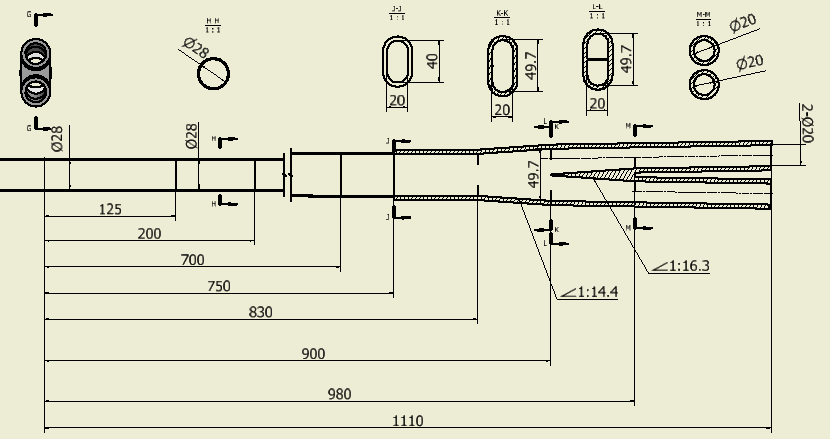 G
G
H H
1:1
Ø28
J-J
1:1
40
20
K-K
1:1
49.7
20
L-L
1:1
49.7
20
M-M
1:1
Ø20
Ø20
Ø28
Ø28
H
H
J
J
L
K
K
L
M
M
49.7
2-Ø20
∠1:16.3
∠1:14.4
125
200
700
750
830
900
980
1110